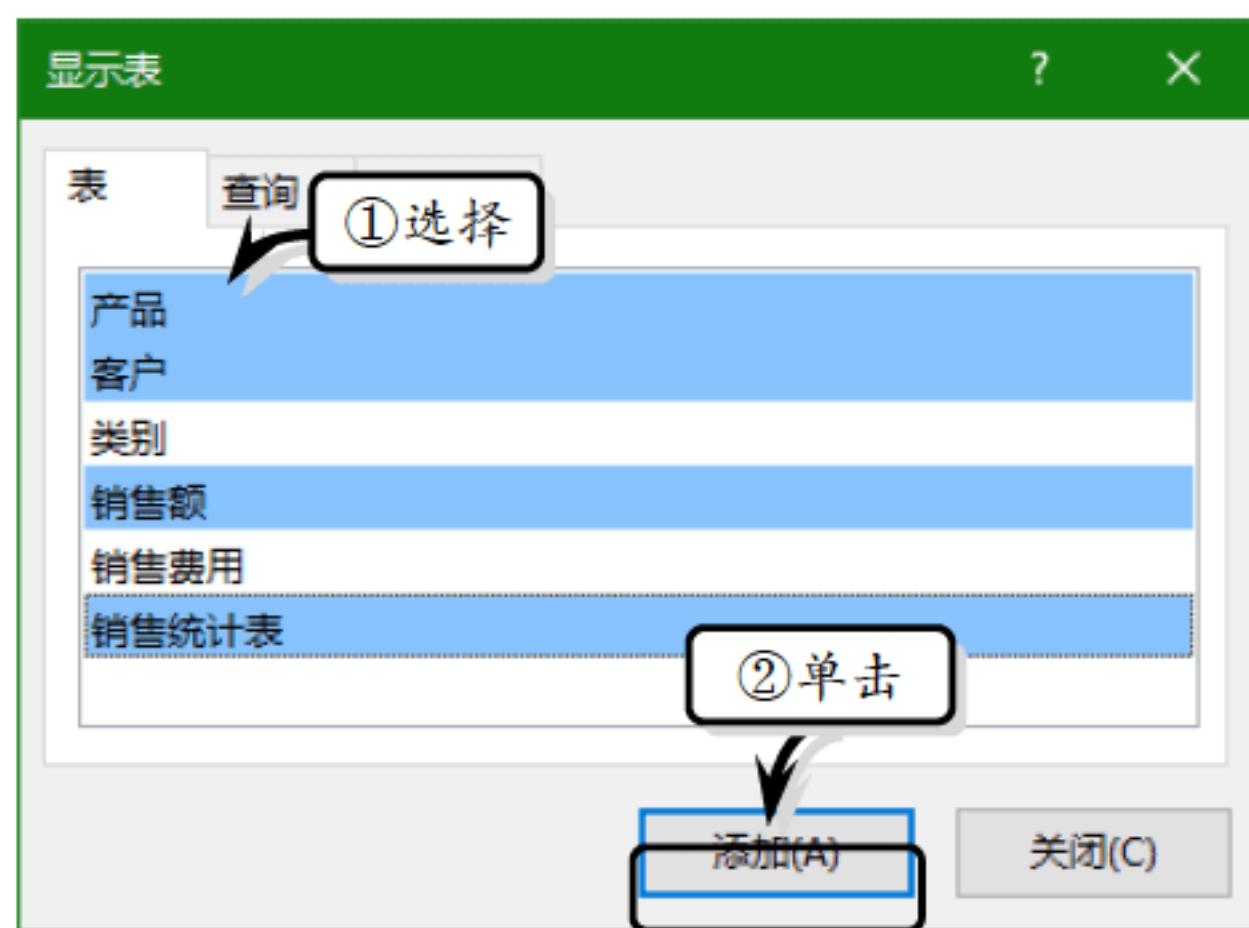 显示表 ? ×
表 查询
①选择
产品
客户
类别
销售额
销售费用
销售统计表
②单击
添加(A) 关闭(C)